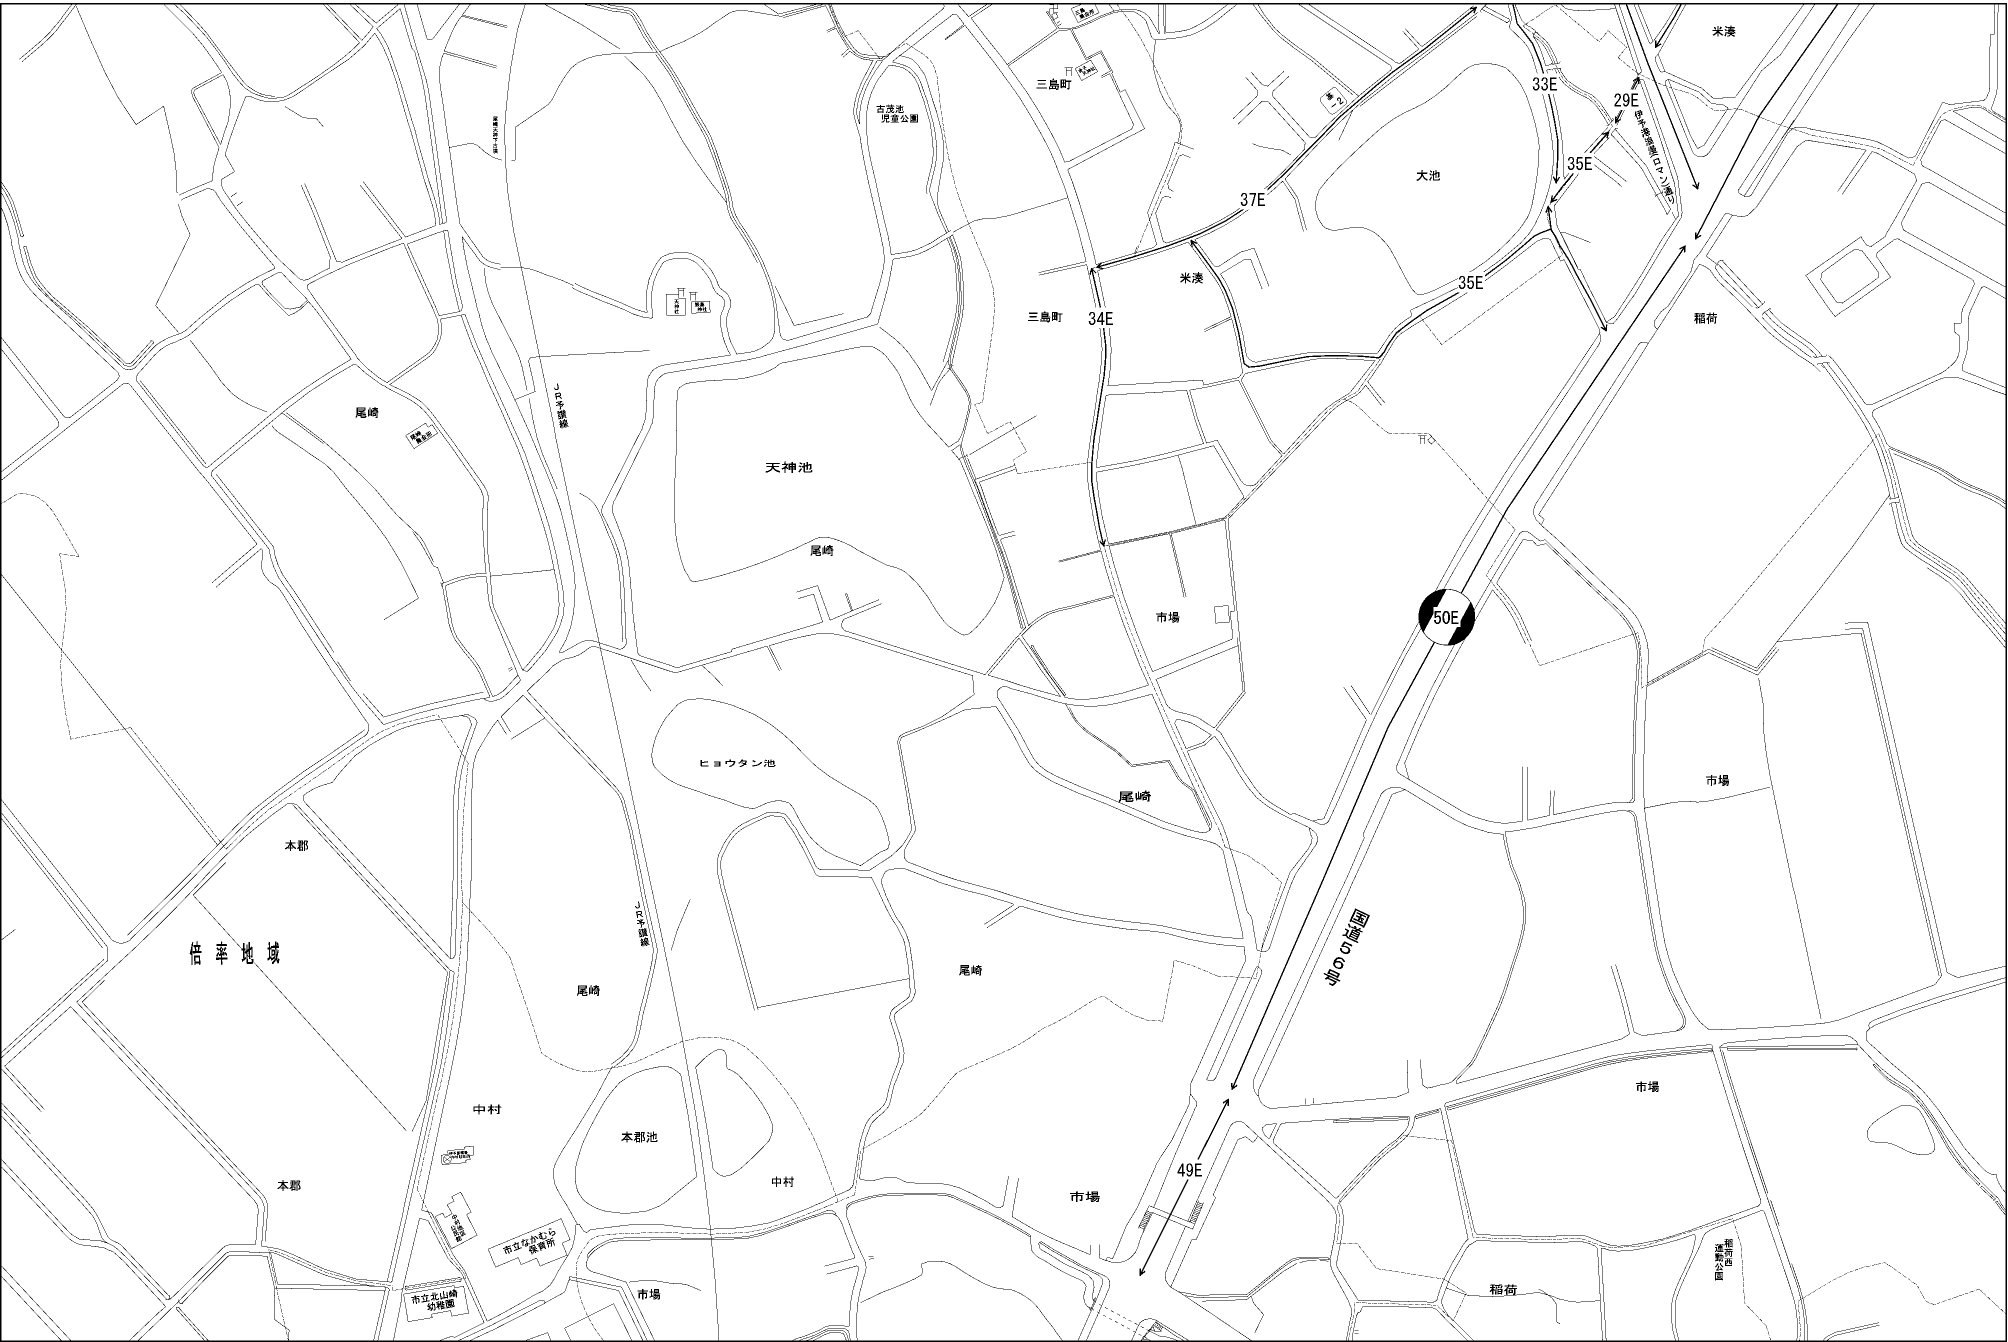 米湊
三島町
33E
29E
古茂池
児童公園
伊予港浪漫(ロマン)通り
35E
大池
37E
米湊
35E
三島町
34E
稲荷
天神社
JR予讃線
尾崎
天神池
尾崎
50E
市場
ヒョウタン池
尾崎
市場
本郡
国道56号
JR予讃線
倍率地域
尾崎
尾崎
市場
中村
本郡池
49E
中村
本郡
市場
市立なかむら
保育所
稲荷西
運動公園
稲荷
市場
市立北山崎
幼稚園